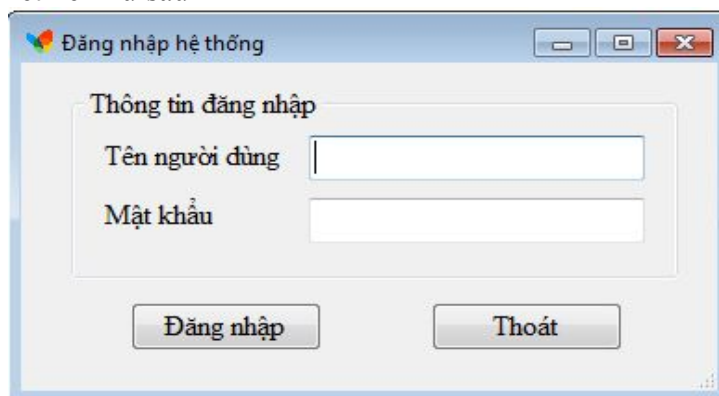 Đăng nhập hệ thống
Thông tin đăng nhập
Tên người dùng
Mật khẩu
Đăng nhập
Thoát